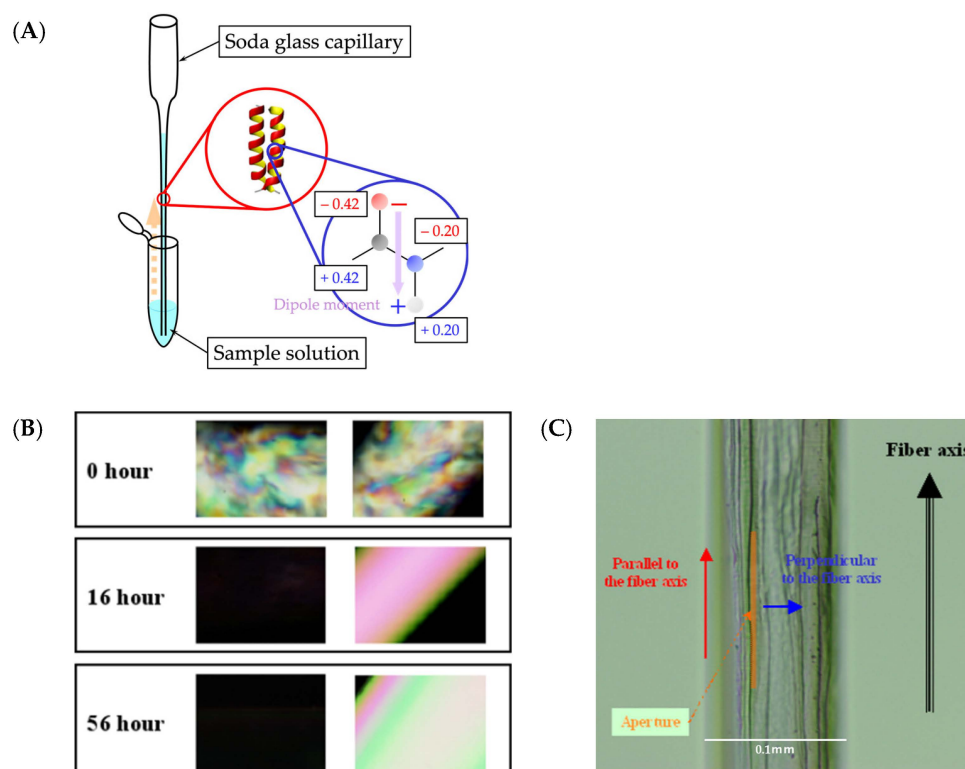 (A)
Soda glass capillary
− 0.42
−
− 0.20
+ 0.42
Dipole moment
+
+ 0.20
Sample solution
(B)
0 hour
16 hour
56 hour
(C)
Fiber axis
Parallel to
the fiber axis
Perpendicular
to the fiber axis
Aperture
0.1mm